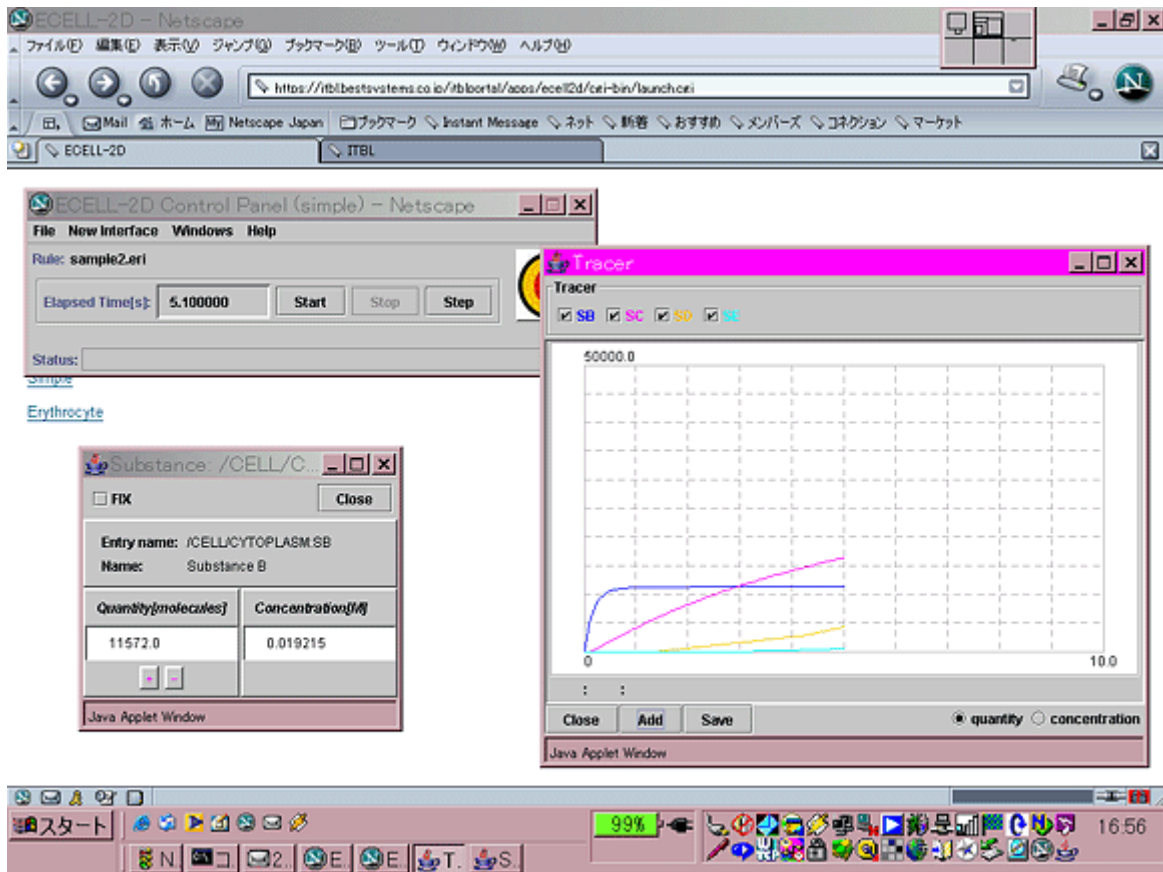 ECELL-2D - Netscape
ファイル(F) 編集(E) 表示(V) ジャンプ(G) ブックマーク(B) ツール(T) ウィンドウ(W) ヘルプ(H)
https://itbl.bestsystems.co.jp/itblportal/apps/ecell2d/cgi-bin/launch.cgi
Mail ホーム Netscape Japan ブックマーク Instant Message ネット 新着 おすすめ メンバーズ コネクション マーケット
ECELL-2D ITBL
ECELL-2D Control Panel (simple) - Netscape
File New Interface Windows Help
Rule: sample2.eri
Elapsed Time[s]: 5.100000 Start Stop Step
Status:
Simple
Erythrocyte
Substance: /CELL/C...
FIX Close
Entry name: /CELL/CYTOPLASM:SB
Name: Substance B
Quantity[molecules] Concentration[M]
11572.0 0.019215
+ -
Java Applet Window
Tracer
Tracer
SB SC SD SE
50000.0
0 10.0
: :
Close Add Save quantity concentration
Java Applet Window
スタート 99% 16:56
N. コ. 2.. E. E. T. S.